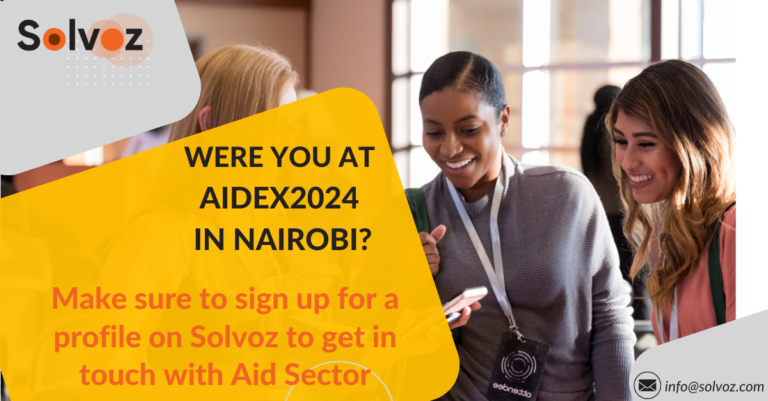 Solvoz
WERE YOU AT
AIDEX2024
IN NAIROBI?
Make sure to sign up for a
profile on Solvoz to get in
touch with Aid Sector
attendee
info@solvoz.com